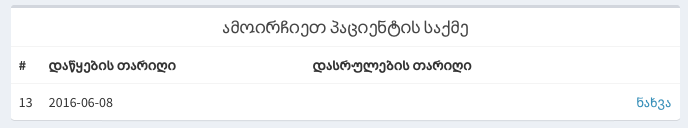 ამოირჩიეთ პაციენტის საქმე
# დაწყების თარიღი დასრულების თარიღი
13 2016-06-08 ნახვა